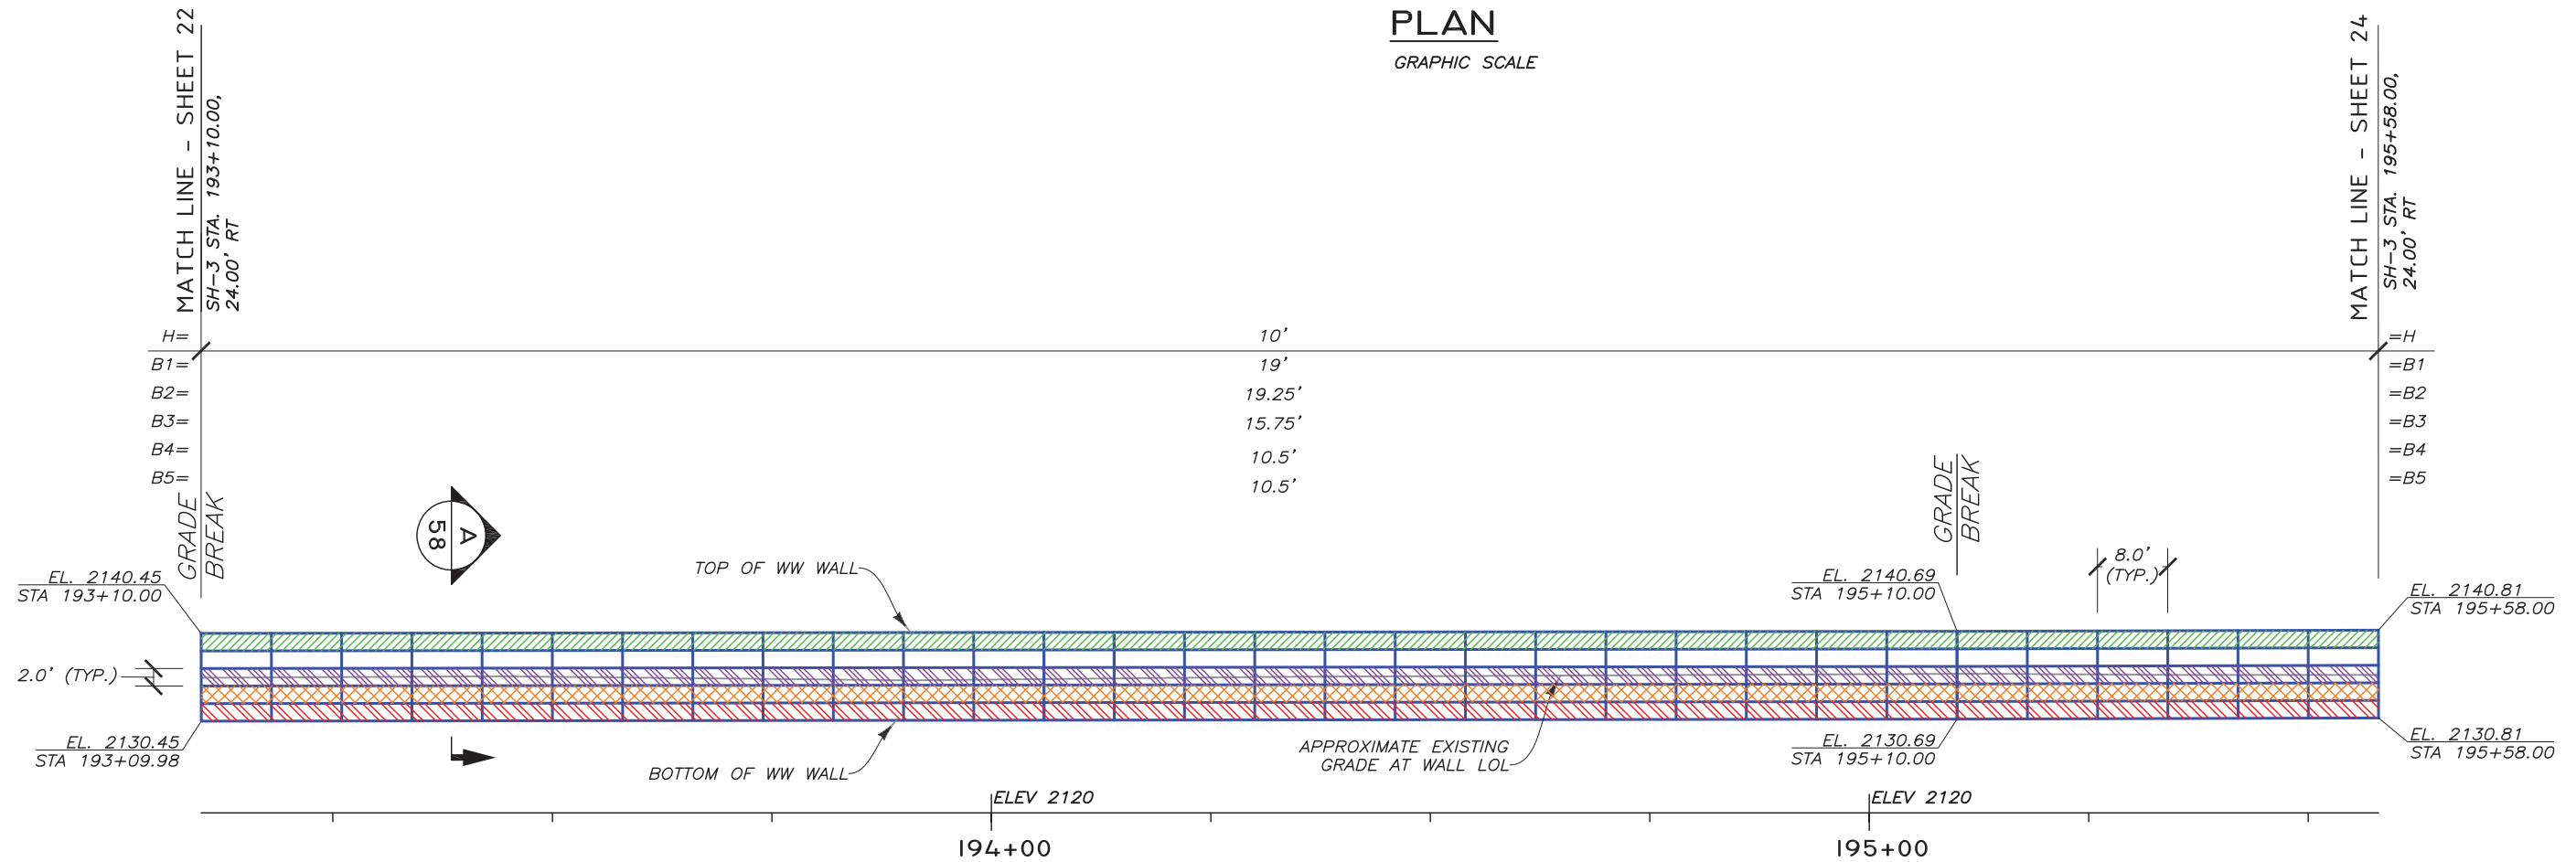 PLAN
GRAPHIC SCALE
MATCH LINE - SHEET 22
SH-3 STA. 193+10.00,
24.00' RT
MATCH LINE - SHEET 24
SH-3 STA. 195+58.00,
24.00' RT
H= 10' =H
B1= 19' =B1
B2= 19.25' =B2
B3= 15.75' =B3
B4= 10.5' =B4
B5= 10.5' =B5
GRADE
BREAK
A
58
GRADE
BREAK
8.0'
(TYP.)
TOP OF WW WALL
EL. 2140.45
STA 193+10.00
EL. 2140.69
STA 195+10.00
EL. 2140.81
STA 195+58.00
2.0' (TYP.)
EL. 2130.45
STA 193+09.98
BOTTOM OF WW WALL
APPROXIMATE EXISTING
GRADE AT WALL LOL
EL. 2130.69
STA 195+10.00
EL. 2130.81
STA 195+58.00
ELEV 2120
ELEV 2120
194+00
195+00